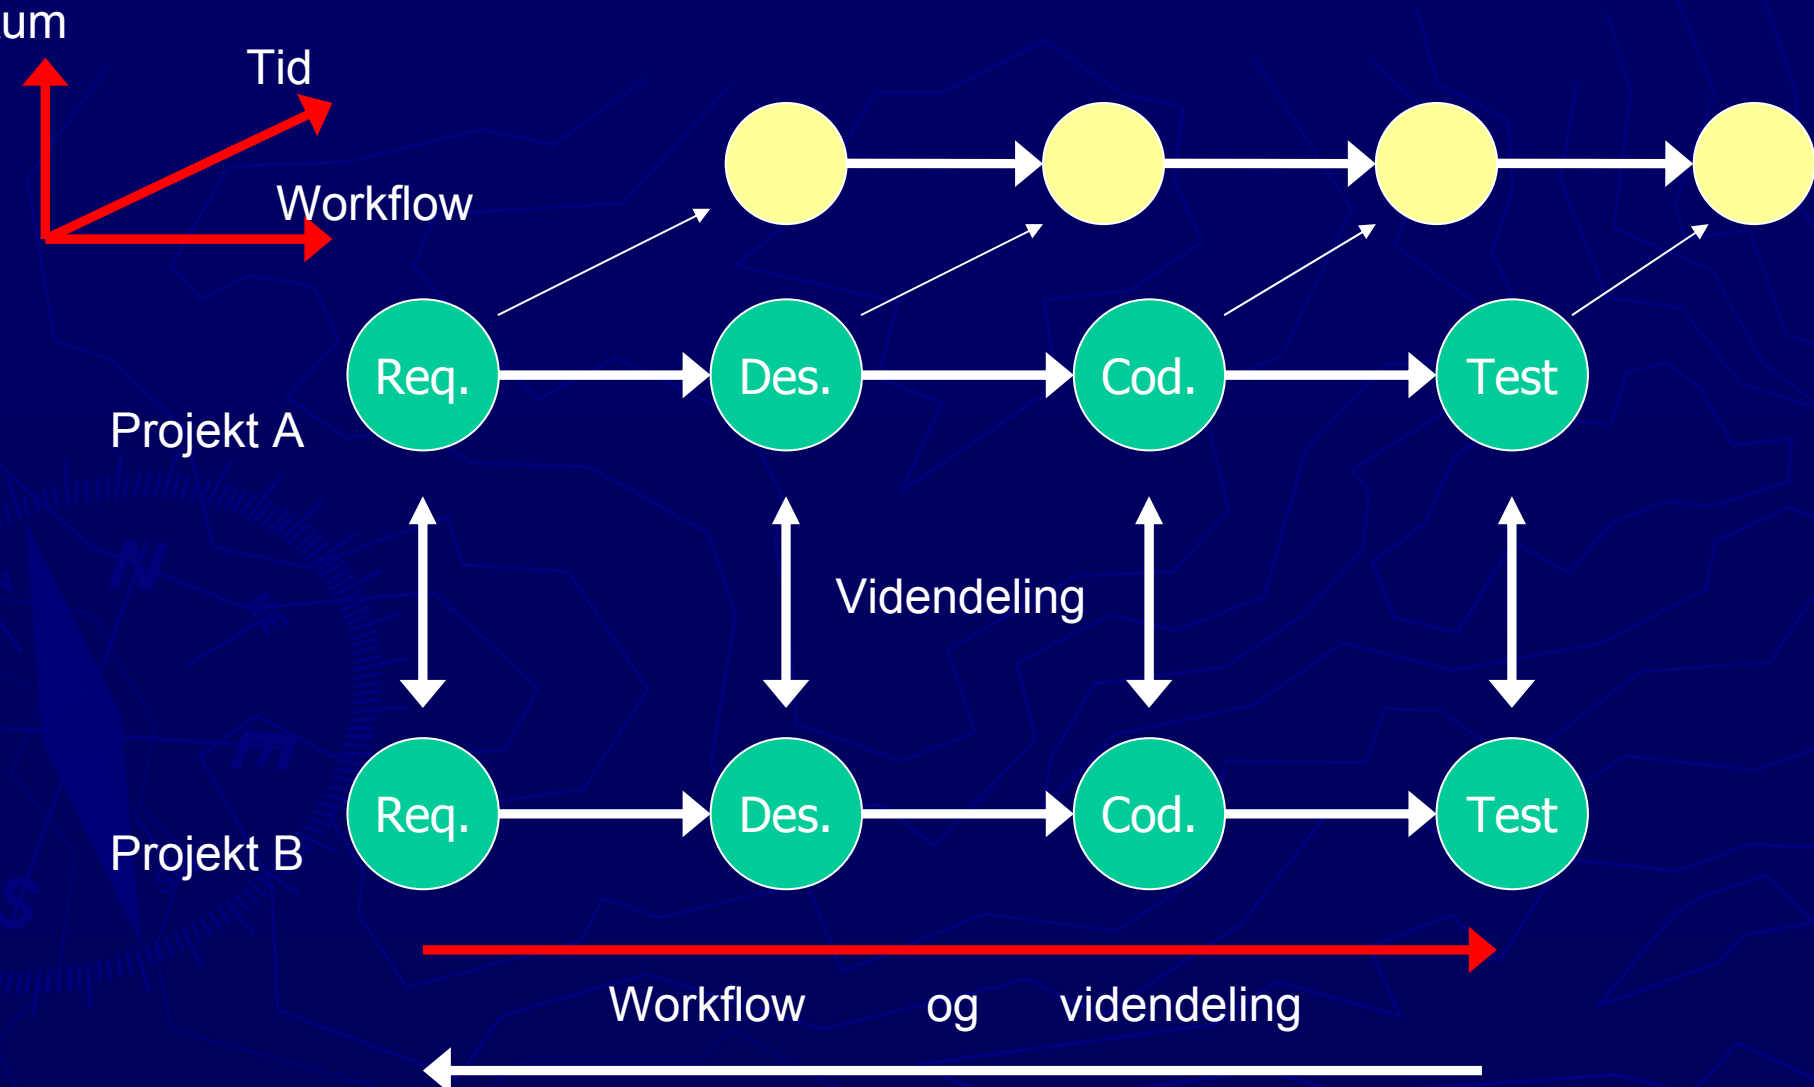 um
Tid
Workflow
Req. Des. Cod. Test
Projekt A
Videndeling
Req. Des. Cod. Test
Projekt B
Workflow og videndeling
N
E
S